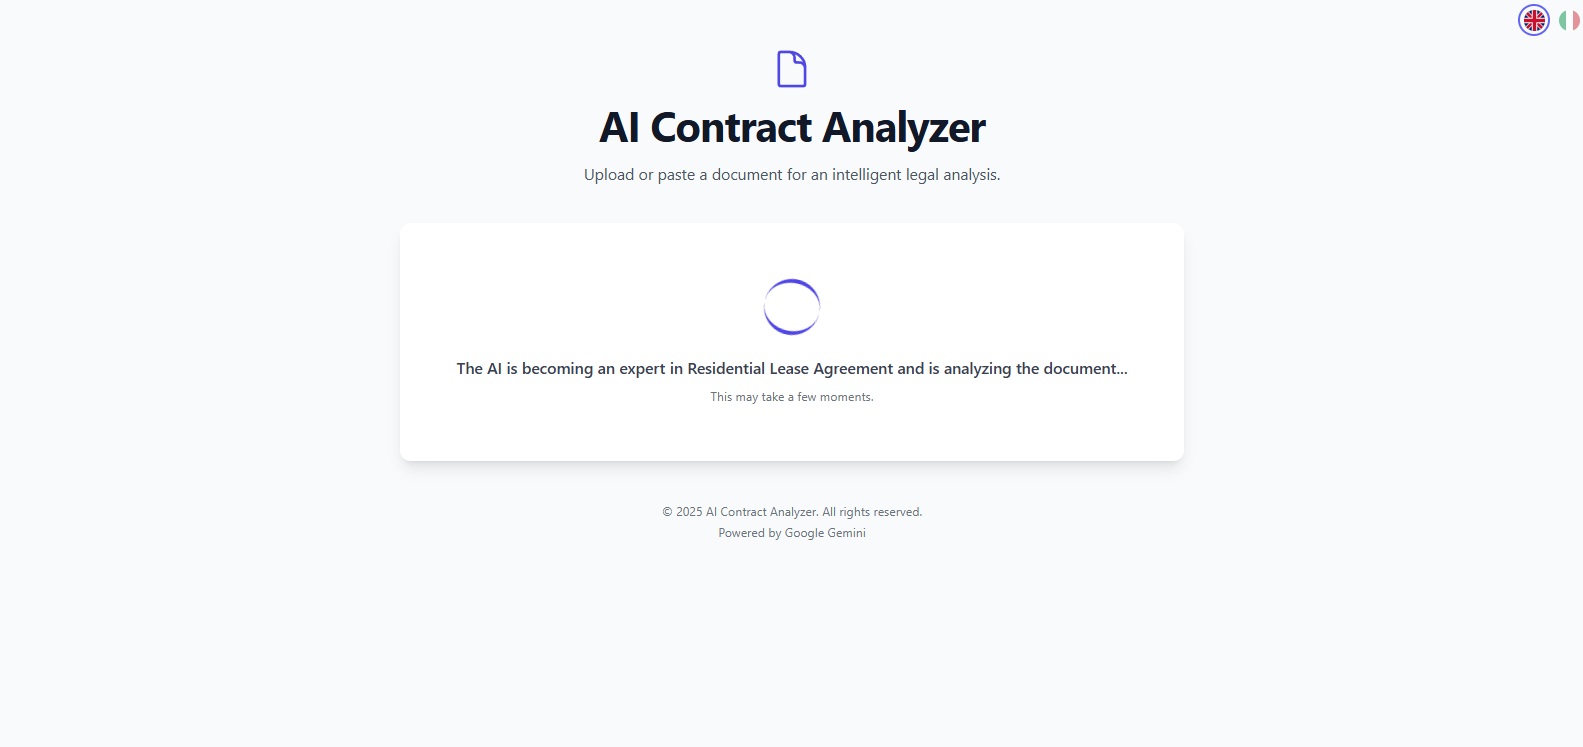 AI Contract Analyzer
Upload or paste a document for an intelligent legal analysis.
The AI is becoming an expert in Residential Lease Agreement and is analyzing the document...
This may take a few moments.
© 2025 AI Contract Analyzer. All rights reserved.
Powered by Google Gemini